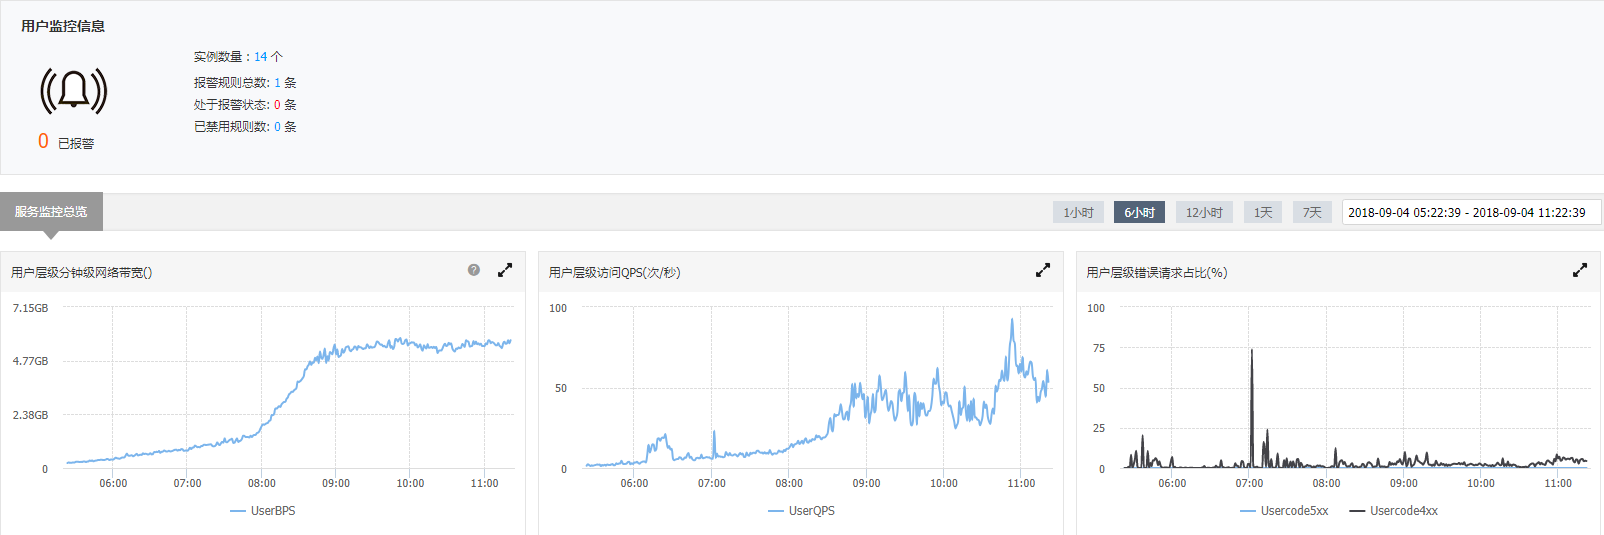 用户监控信息
实例数量：14 个
报警规则总数: 1 条
处于报警状态: 0 条
已禁用规则数: 0 条
0 已报警
服务监控总览
1小时 6小时 12小时 1天 7天 2018-09-04 05:22:39 - 2018-09-04 11:22:39
用户层级分钟级网络带宽() ?
7.15GB
4.77GB
2.38GB
0
06:00 07:00 08:00 09:00 10:00 11:00
UserBPS
用户层级访问QPS(次/秒)
100
50
0
06:00 07:00 08:00 09:00 10:00 11:00
UserQPS
用户层级错误请求占比(%)
100
75
50
25
0
06:00 07:00 08:00 09:00 10:00 11:00
Usercode5xx Usercode4xx